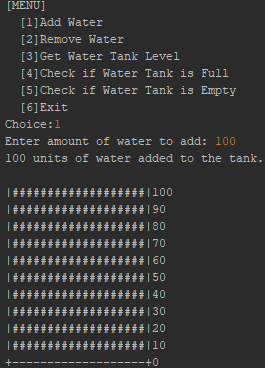 [MENU]
[1]Add Water
[2]Remove Water
[3]Get Water Tank Level
[4]Check if Water Tank is Full
[5]Check if Water Tank is Empty
[6]Exit
Choice:1
Enter amount of water to add: 100
100 units of water added to the tank.
|###################|100
|###################|90
|###################|80
|###################|70
|###################|60
|###################|50
|###################|40
|###################|30
|###################|20
|###################|10
+-------------------+0